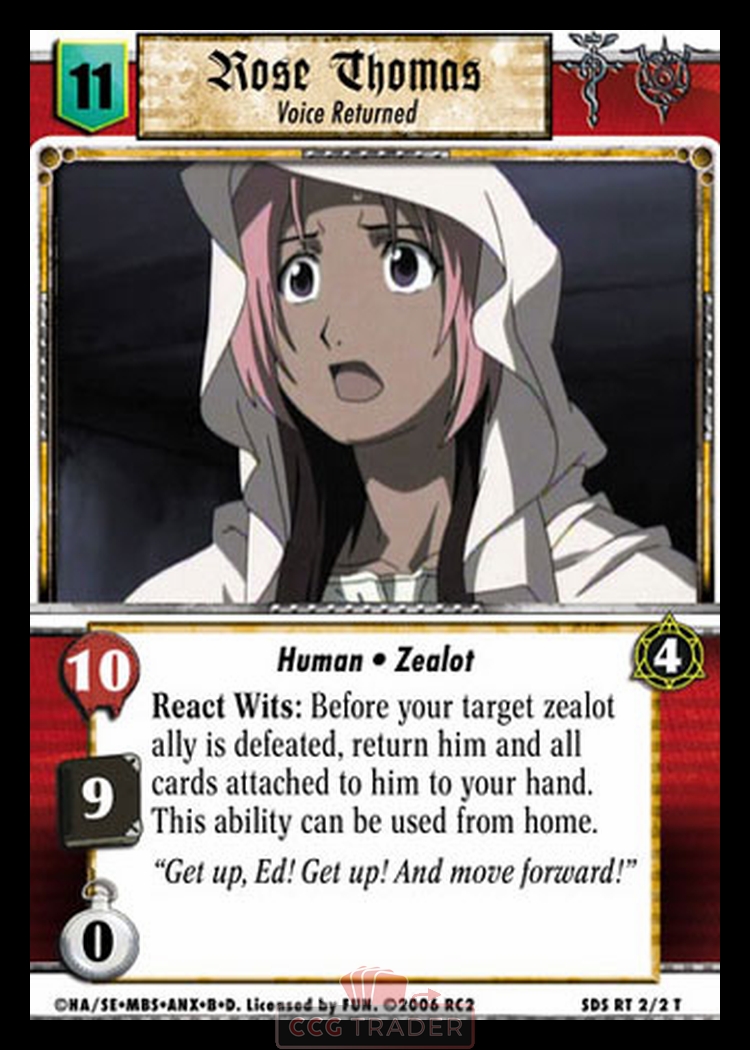 11
Rose Thomas
Voice Returned
10
Human • Zealot
4
React Wits: Before your target zealot
ally is defeated, return him and all
cards attached to him to your hand.
9
This ability can be used from home.
“Get up, Ed! Get up! And move forward!”
0
©HA/SE•MBS•ANX•B•D. Licensed by FUN. ©2006 RC2
SDS RT 2/2 T
CCG TRADER